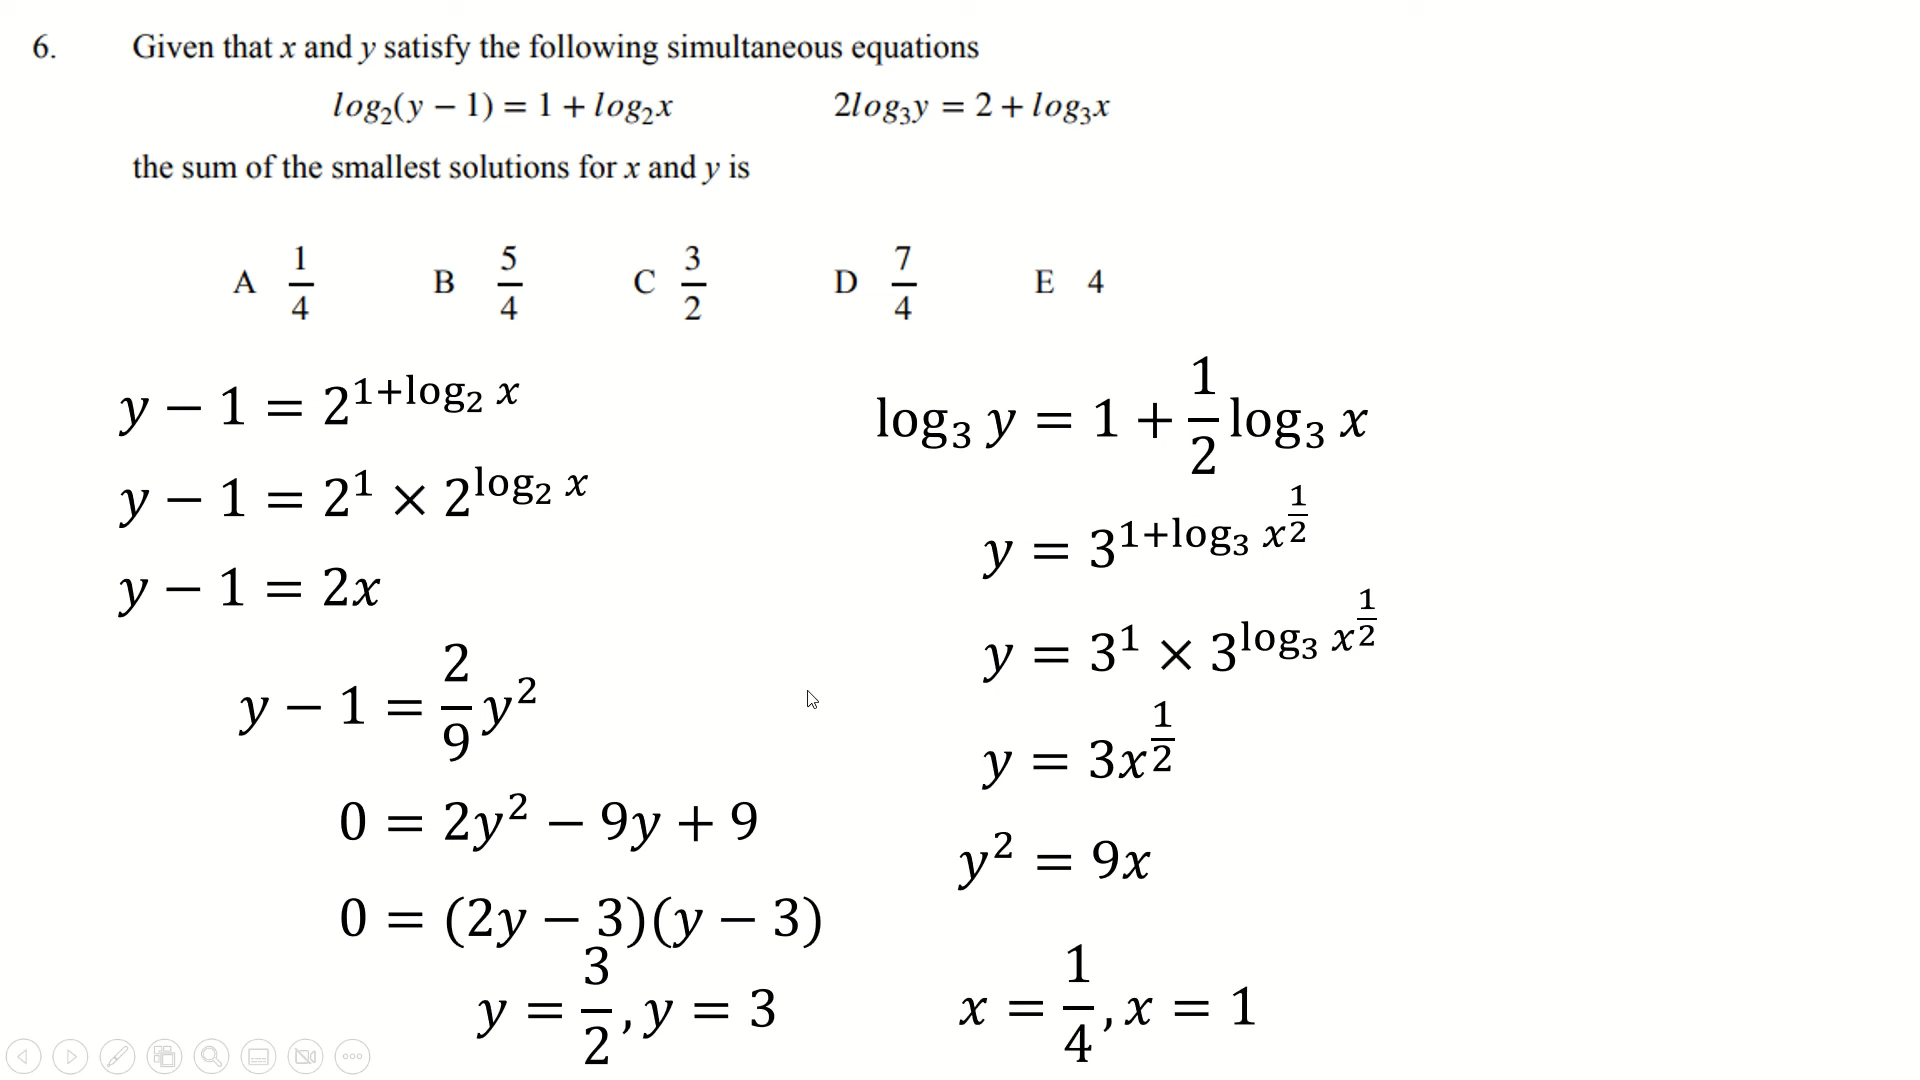 6. Given that x and y satisfy the following simultaneous equations
log₂(y − 1) = 1 + log₂x 2log₃y = 2 + log₃x
the sum of the smallest solutions for x and y is
A 1/4 B 5/4 C 3/2 D 7/4 E 4
y − 1 = 2^(1+log₂ x)
y − 1 = 2¹ × 2^(log₂ x)
y − 1 = 2x
y − 1 = 2/9 y²
0 = 2y² − 9y + 9
0 = (2y − 3)(y − 3)
y = 3/2, y = 3
log₃ y = 1 + 1/2 log₃ x
y = 3^(1+log₃ x^(1/2))
y = 3¹ × 3^(log₃ x^(1/2))
y = 3x^(1/2)
y² = 9x
x = 1/4, x = 1